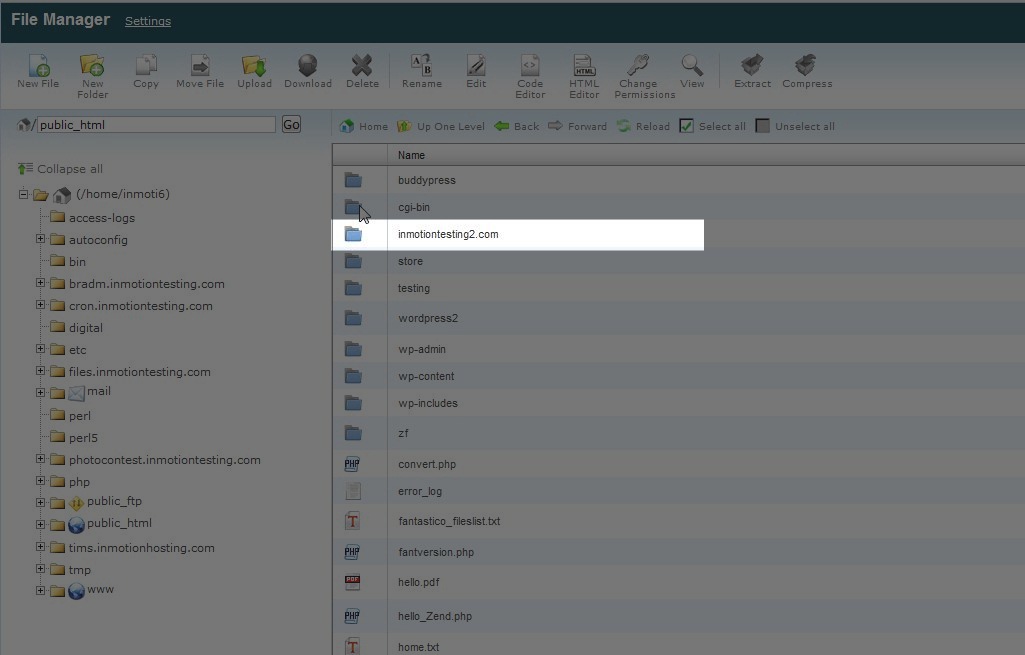 File Manager Settings
New File New Folder Copy Move File Upload Download Delete Rename Edit Code Editor HTML Editor Change Permissions View Extract Compress
/ public_html Go
Home Up One Level Back Forward Reload Select all Unselect all
Collapse all
(/home/inmoti6)
access-logs
autoconfig
bin
bradm.inmotiontesting.com
cron.inmotiontesting.com
digital
etc
files.inmotiontesting.com
mail
perl
perl5
photocontest.inmotiontesting.com
php
public_ftp
public_html
tims.inmotionhosting.com
tmp
www
Name
buddypress
cgi-bin
inmotiontesting2.com
store
testing
wordpress2
wp-admin
wp-content
wp-includes
zf
PHP convert.php
error_log
T fantastico_fileslist.txt
PHP fantversion.php
PDF hello.pdf
PHP hello_Zend.php
T home.txt